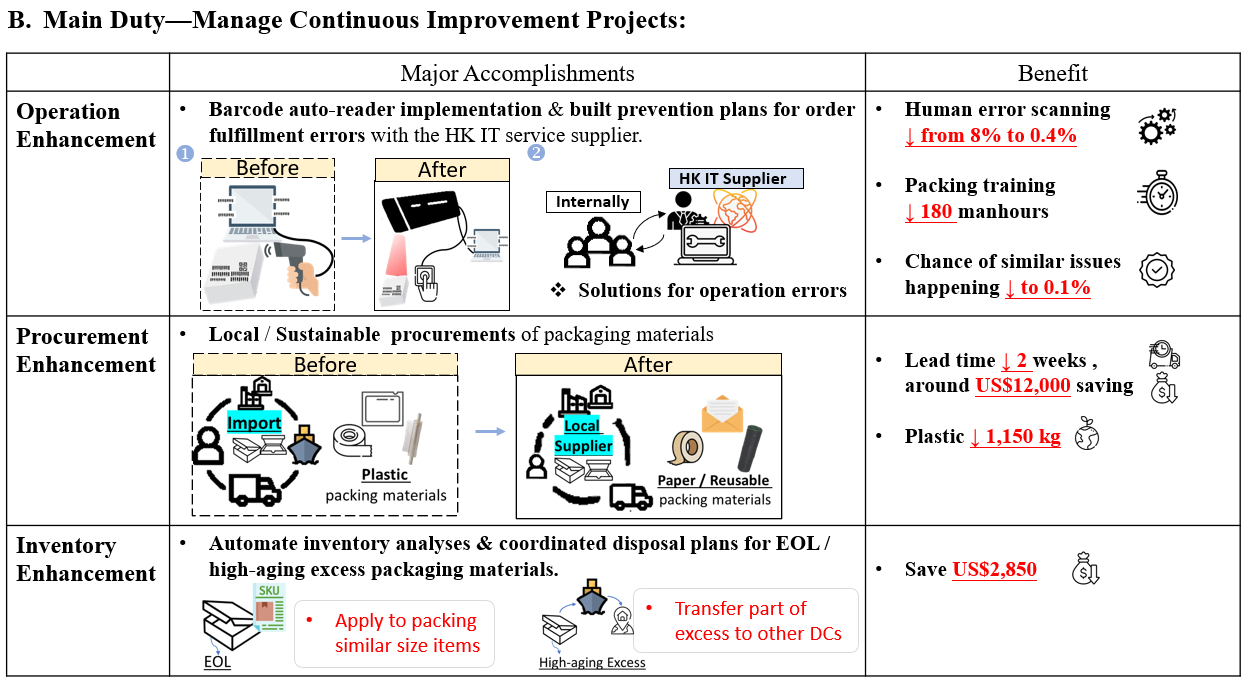 B. Main Duty—Manage Continuous Improvement Projects:
Major Accomplishments
Benefit
Operation
Enhancement
• Barcode auto-reader implementation & built prevention plans for order
fulfillment errors with the HK IT service supplier.
1
Before
After
2
HK IT Supplier
Internally
❖ Solutions for operation errors
• Human error scanning
↓ from 8% to 0.4%
• Packing training
↓ 180 manhours
• Chance of similar issues
happening ↓ to 0.1%
Procurement
Enhancement
• Local / Sustainable procurements of packaging materials
Before
Import
Plastic
packing materials
After
Local
Supplier
Paper / Reusable
packing materials
• Lead time ↓ 2 weeks ,
around US$12,000 saving
• Plastic ↓ 1,150 kg
Inventory
Enhancement
• Automate inventory analyses & coordinated disposal plans for EOL /
high-aging excess packaging materials.
SKU
EOL
• Apply to packing
similar size items
High-aging Excess
• Transfer part of
excess to other DCs
• Save US$2,850